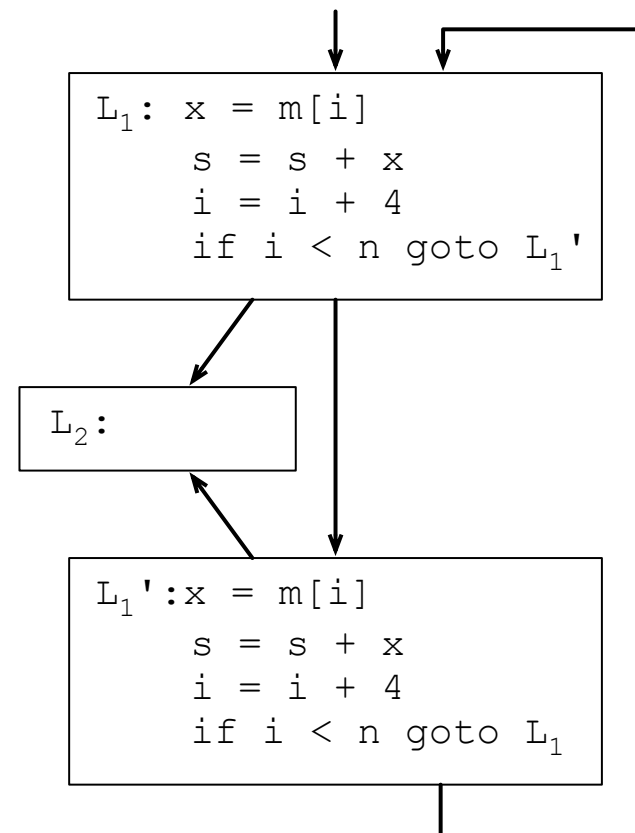 L₁: x = m[i]
s = s + x
i = i + 4
if i < n goto L₁'
L₂:
L₁':x = m[i]
s = s + x
i = i + 4
if i < n goto L₁